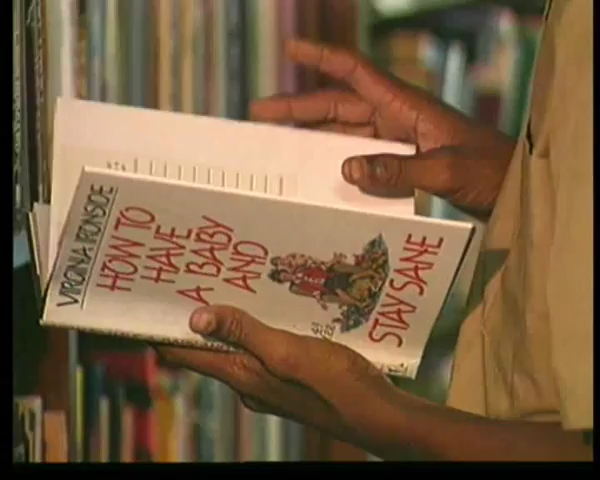 VIRGINIA IRONSIDE
HOW TO
HAVE
A BABY
AND
STAY SANE